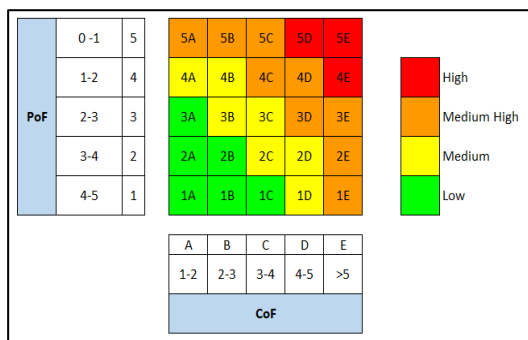 0 -1 5 5A 5B 5C 5D 5E
1-2 4 4A 4B 4C 4D 4E High
PoF 2-3 3 3A 3B 3C 3D 3E Medium High
3-4 2 2A 2B 2C 2D 2E Medium
4-5 1 1A 1B 1C 1D 1E Low
A B C D E
1-2 2-3 3-4 4-5 >5
CoF